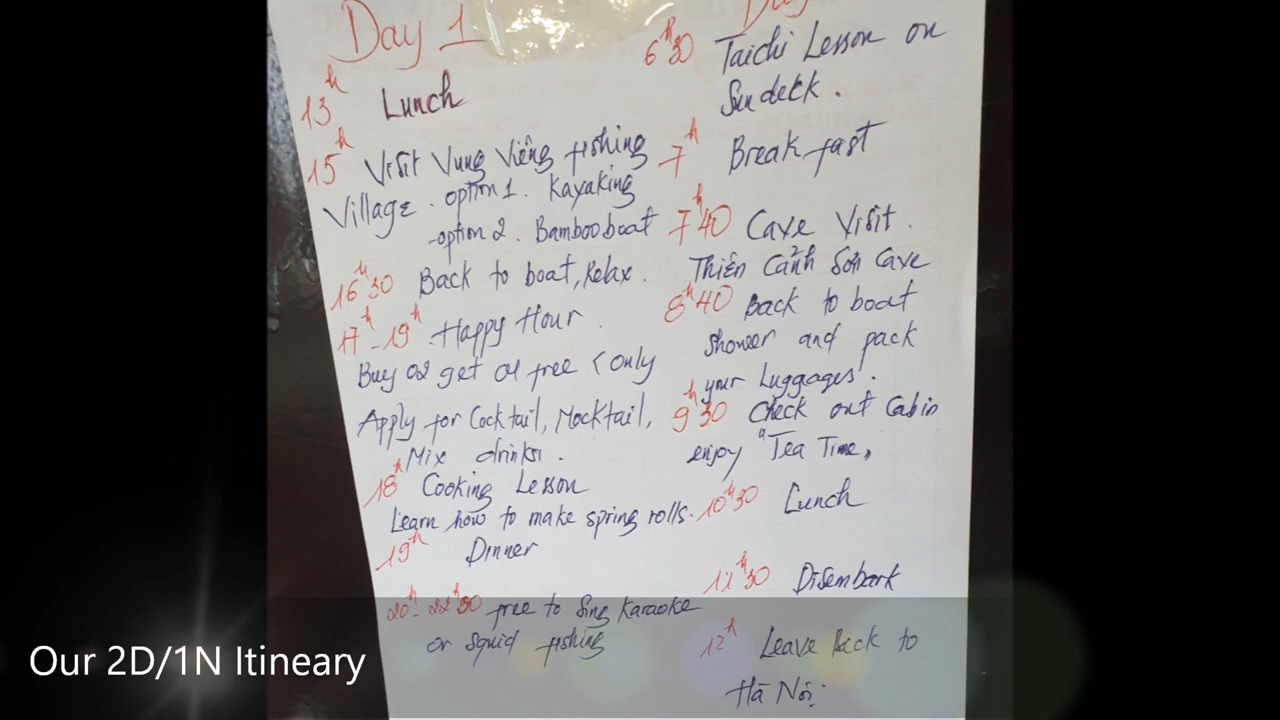 Day 1
13h Lunch
15h Visit Vung Viêng fishing
Village. option 1. Kayaking
-option 2. Bamboo boat
16h30 Back to boat, Relax.
17h-19h. Happy Hour.
Buy 02 get 01 free < Only
Apply for Cocktail, Mocktail,
Mix drinks.
18h Cooking Lesson
Learn how to make spring rolls.
19h Dinner
20h-22h30 free to Sing Karaoke
or squid fishing
Day
6h30 Taichi Lesson on
Sundeck.
7h Breakfast
7h40 Cave Visit.
Thiên Cảnh Sơn Cave
8h40 Back to boat
shower and pack
your Luggages.
9h30 Check out Cabin
enjoy "Tea Time"
10h30 Lunch
11h30 Disembark
12h Leave back to
Hà Nội.
Our 2D/1N Itineary